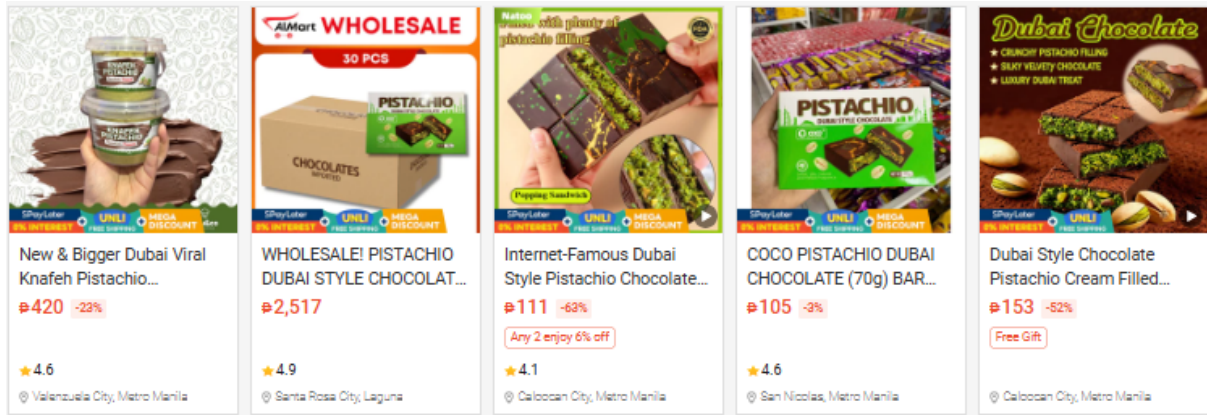 KNAFEH
PISTACHIO
KNAFEH
PISTACHIO
SPayLater
0% INTEREST
UNLI
FREE SHIPPING
MEGA
DISCOUNT
New & Bigger Dubai Viral
Knafeh Pistachio...
₱420 -23%
4.6
Valenzuela City, Metro Manila
AllMart WHOLESALE
30 PCS
PISTACHIO
DUBAI STYLE CHOCOLATE
CHOCOLATES
IMPORTED
SPayLater
0% INTEREST
UNLI
FREE SHIPPING
MEGA
DISCOUNT
WHOLESALE! PISTACHIO
DUBAI STYLE CHOCOLAT...
₱2,517
4.9
Santa Rosa City, Laguna
Natoo
with plenty of
pistachio filling
Popping Sandwich
SPayLater
0% INTEREST
UNLI
FREE SHIPPING
MEGA
DISCOUNT
Internet-Famous Dubai
Style Pistachio Chocolate...
₱111 -63%
Any 2 enjoy 6% off
4.1
Caloocan City, Metro Manila
PISTACHIO
DUBAI STYLE CHOCOLATE
SPayLater
0% INTEREST
UNLI
FREE SHIPPING
MEGA
DISCOUNT
COCO PISTACHIO DUBAI
CHOCOLATE (70g) BAR...
₱105 -3%
4.6
San Nicolas, Metro Manila
Dubai Chocolate
CRUNCHY PISTACHIO FILLING
SILKY VELVETY CHOCOLATE
LUXURY DUBAI TREAT
SPayLater
0% INTEREST
UNLI
FREE SHIPPING
Dubai Style Chocolate
Pistachio Cream Filled...
₱153 -52%
Free Gift
Caloocan City, Metro Manila